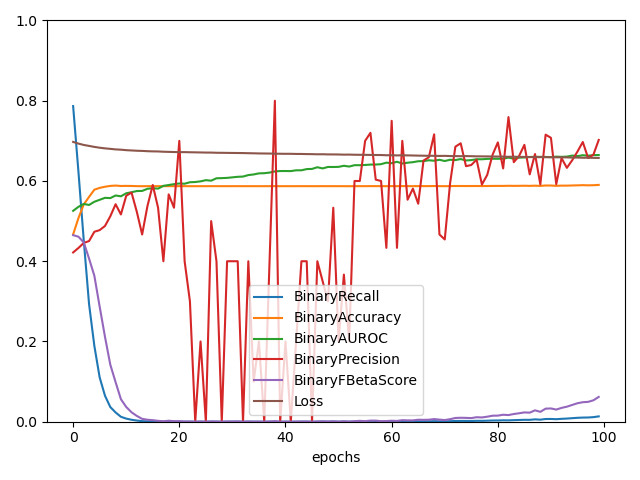 1.0
0.8
0.6
0.4
0.2
0.0
BinaryRecall
BinaryAccuracy
BinaryAUROC
BinaryPrecision
BinaryFBetaScore
Loss
0 20 40 60 80 100
epochs